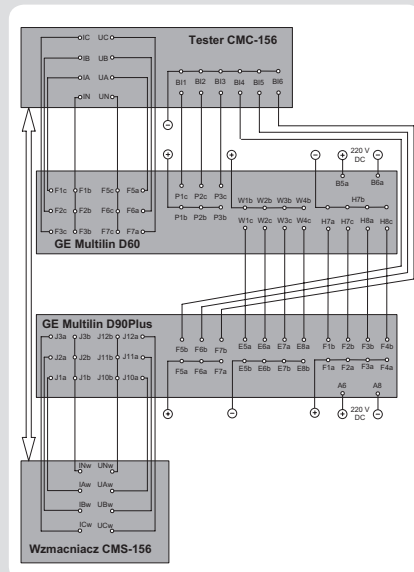 Tester CMC-156
IC UC
IB UB
IA UA
IN UN
BI1 BI2 BI3 BI4 BI5 BI6
220 V
DC
B5a B6a
F1c F1b F5c F5a
P1c P2c P3c
W1b W2b W3b W4b
H7b
F2c F2b F6c F6a
P1b P2b P3b
W1c W2c W3c W4c
H7a H7c H8a H8c
F3c F3b F7c F7a
GE Multilin D60
GE Multilin D90Plus
J3a J3b J12b J12a
F5b F6b F7b
E5a E6a E7a E8a
F1b F2b F3b F4b
J2a J2b J11b J11a
F5a F6a F7a
E5b E6b E7b E8b
F1a F2a F3a F4a
J1a J1b J10b J10a
A6 A8
220 V
DC
INw UNw
IAw UAw
IBw UBw
ICw UCw
Wzmacniacz CMS-156